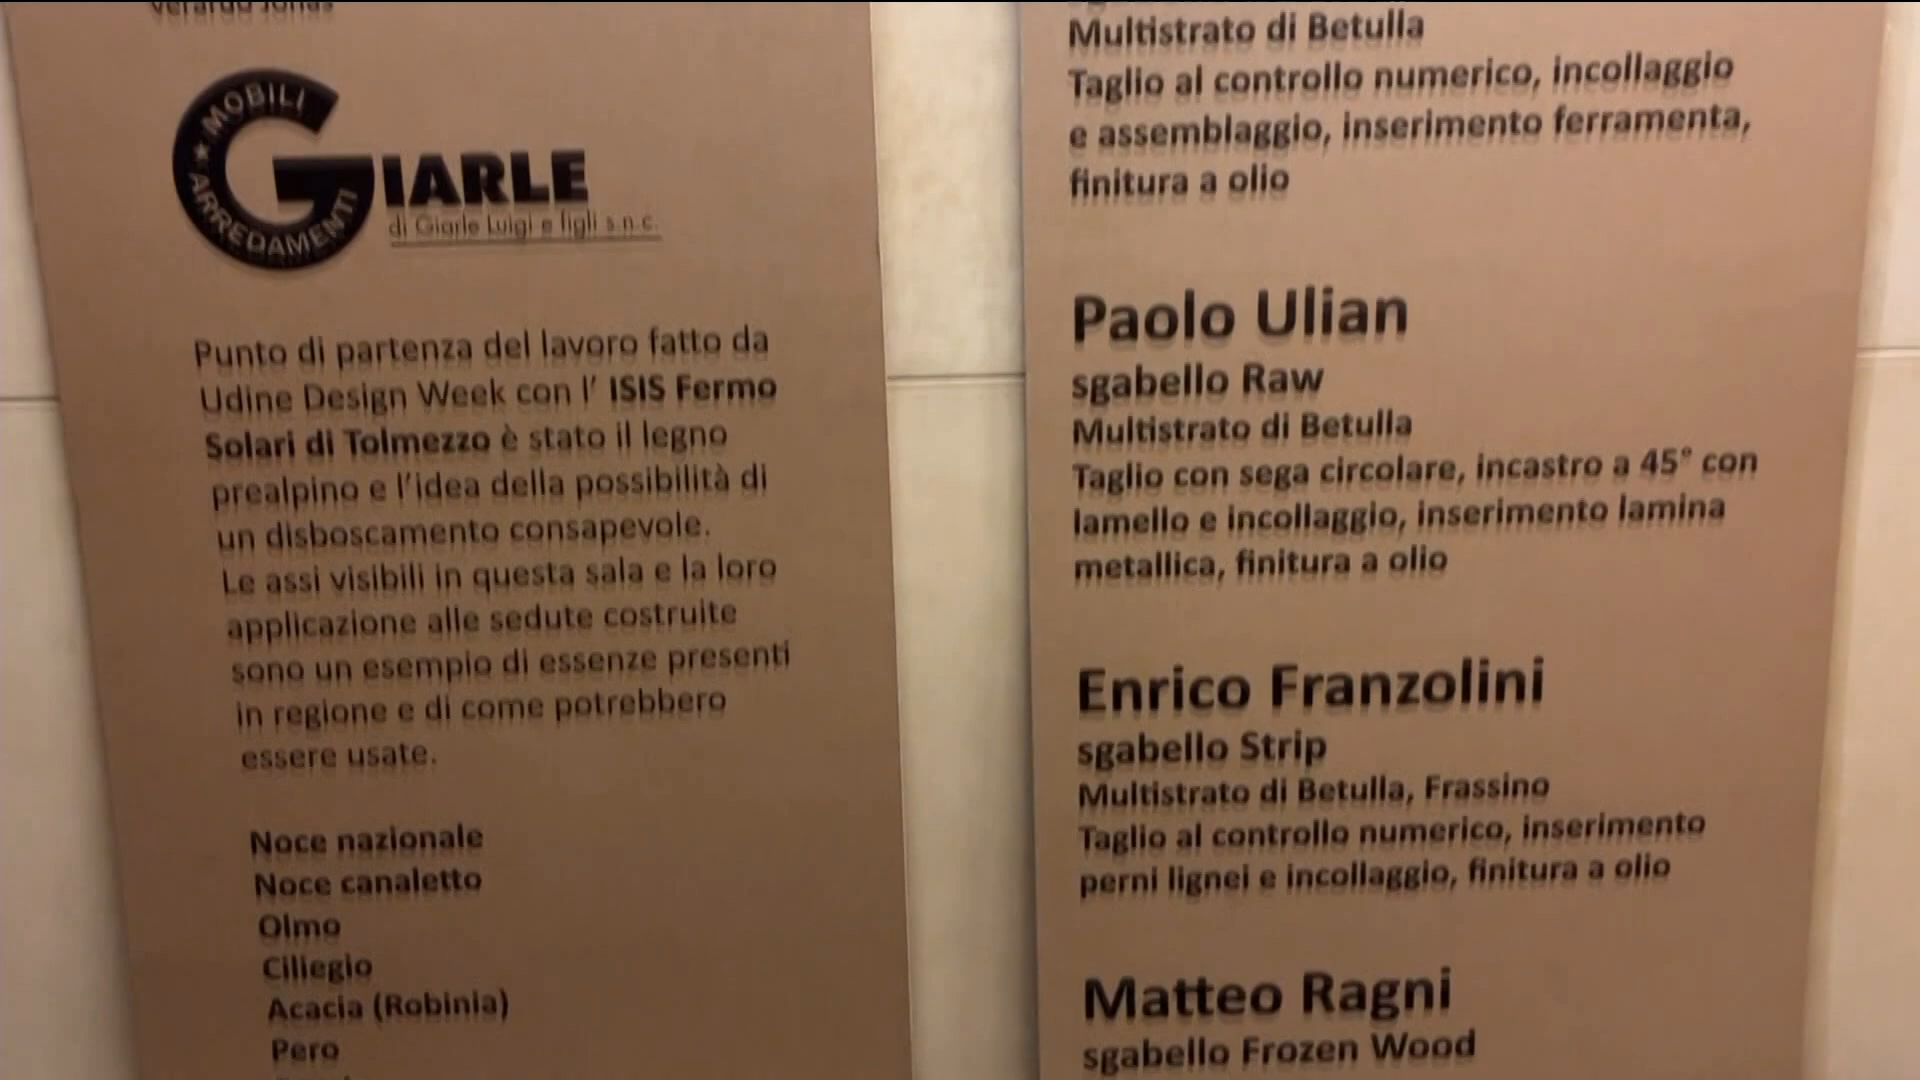 Verardo Jonas
MOBILI ★ ARREDAMENTI
GIARLE
di Giarle Luigi e figli s.n.c.
Punto di partenza del lavoro fatto da
Udine Design Week con l' ISIS Fermo
Solari di Tolmezzo è stato il legno
prealpino e l'idea della possibilità di
un disboscamento consapevole.
Le assi visibili in questa sala e la loro
applicazione alle sedute costruite
sono un esempio di essenze presenti
in regione e di come potrebbero
essere usate.
Noce nazionale
Noce canaletto
Olmo
Ciliegio
Acacia (Robinia)
Pero
Multistrato di Betulla
Taglio al controllo numerico, incollaggio
e assemblaggio, inserimento ferramenta,
finitura a olio
Paolo Ulian
sgabello Raw
Multistrato di Betulla
Taglio con sega circolare, incastro a 45° con
lamello e incollaggio, inserimento lamina
metallica, finitura a olio
Enrico Franzolini
sgabello Strip
Multistrato di Betulla, Frassino
Taglio al controllo numerico, inserimento
perni lignei e incollaggio, finitura a olio
Matteo Ragni
sgabello Frozen Wood